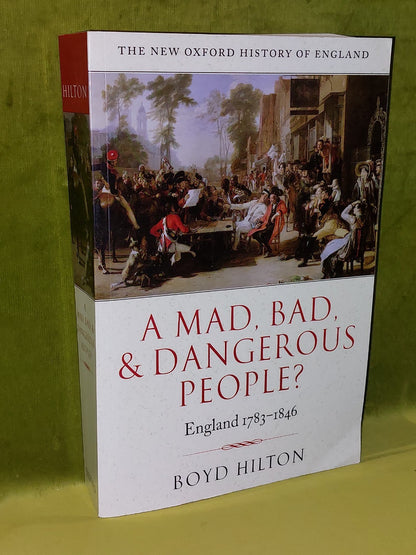 THE NEW OXFORD HISTORY OF ENGLAND
A MAD, BAD,
& DANGEROUS
PEOPLE?
England 1783–1846
BOYD HILTON
HILTON